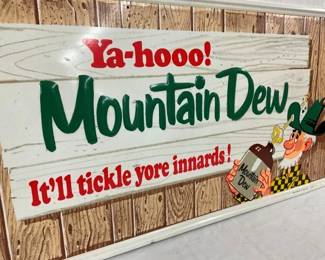 Ya-hooo!
Mountain Dew
It'll tickle yore innards!
Mountain
Dew